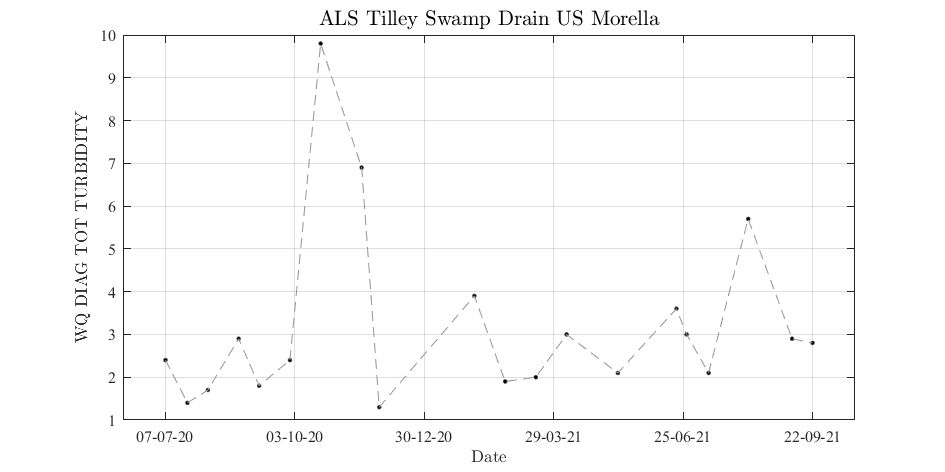 ALS Tilley Swamp Drain US Morella
WQ DIAG TOT TURBIDITY
10
9
8
7
6
5
4
3
2
1
07-07-20 03-10-20 30-12-20 29-03-21 25-06-21 22-09-21
Date